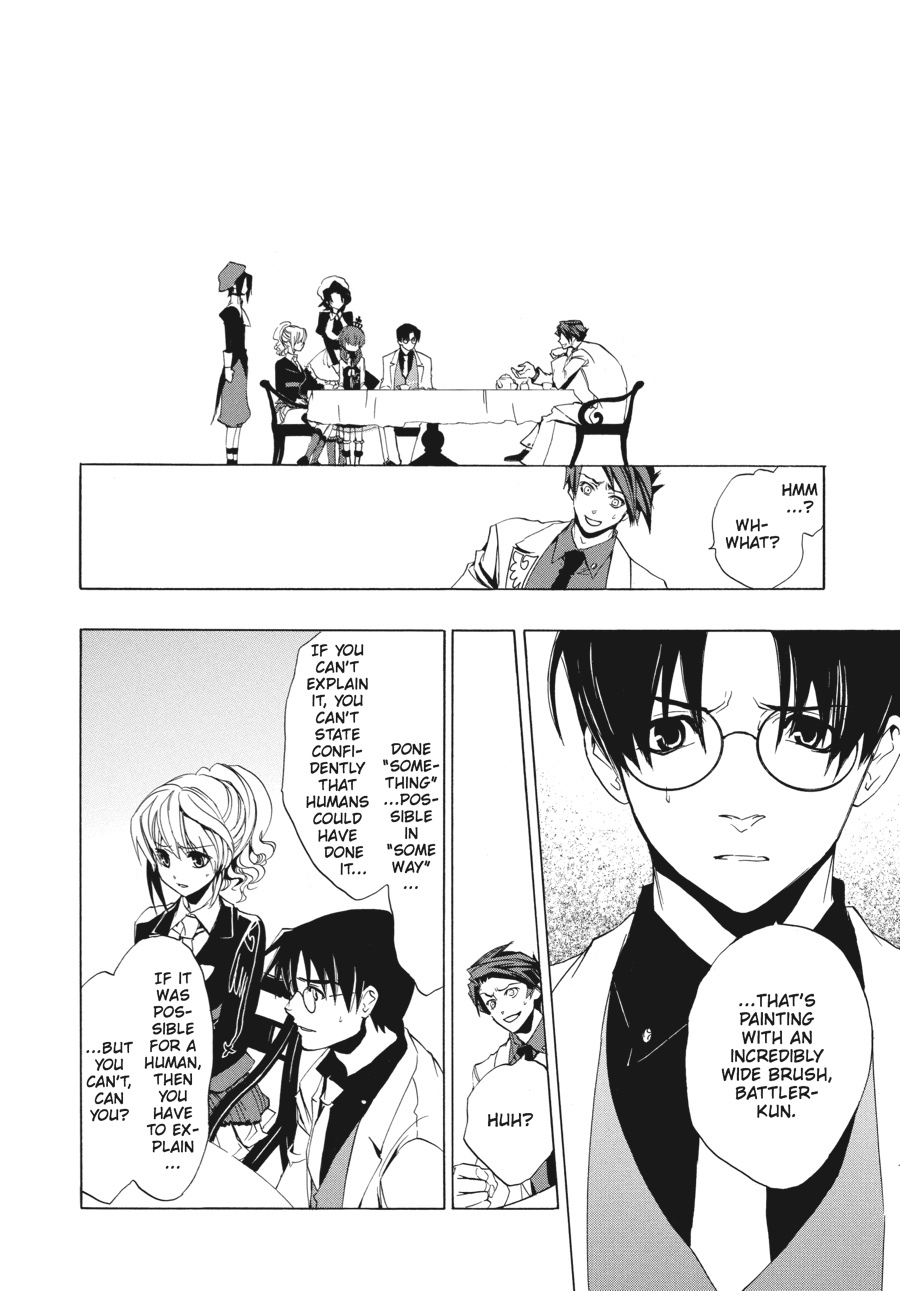 HMM
...?
WH-
WHAT?
...THAT'S
PAINTING
WITH AN
INCREDIBLY
WIDE BRUSH,
BATTLER-
KUN.
HUH?
DONE
"SOME-
THING"
...POS-
SIBLE
IN
"SOME
WAY"
...
IF YOU
CAN'T
EXPLAIN
IT, YOU
CAN'T
STATE
CONFI-
DENTLY
THAT
HUMANS
COULD
HAVE
DONE
IT...
IF IT
WAS
POS-
SIBLE
FOR A
HUMAN,
THEN
YOU
HAVE
TO EX-
PLAIN
...
...BUT
YOU
CAN'T,
CAN
YOU?